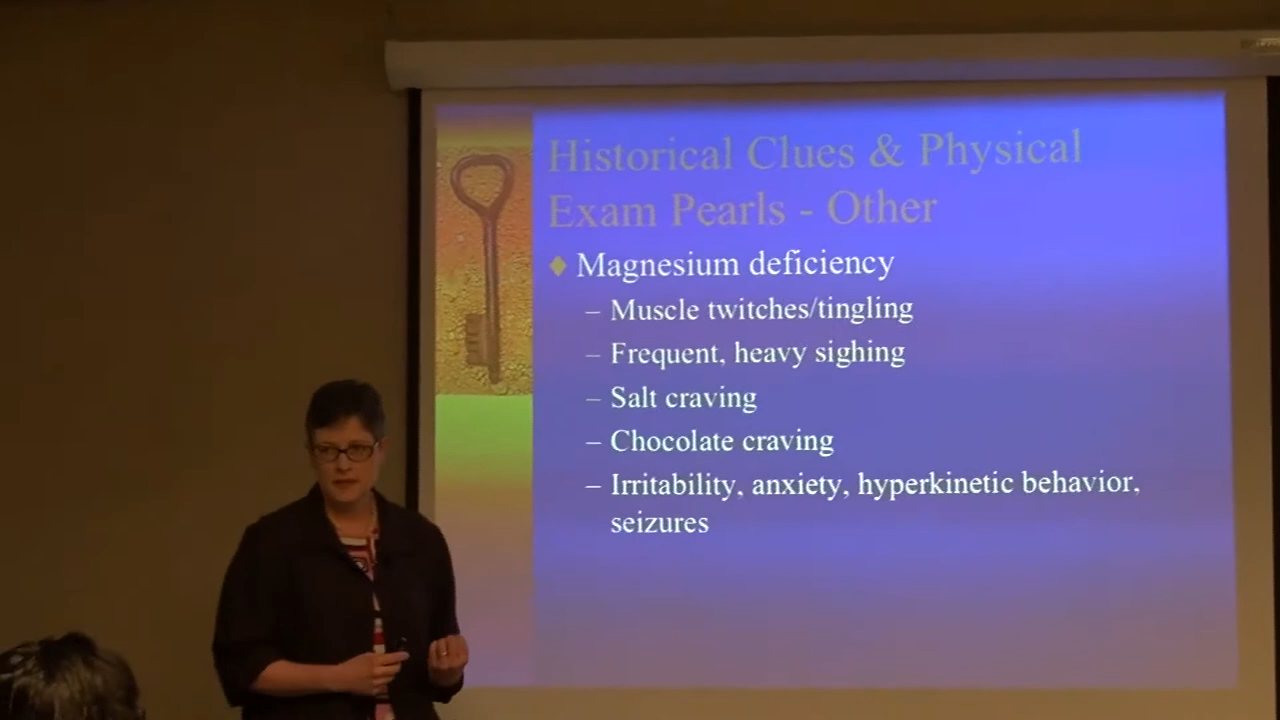 Historical Clues & Physical
Exam Pearls - Other
♦ Magnesium deficiency
– Muscle twitches/tingling
– Frequent, heavy sighing
– Salt craving
– Chocolate craving
– Irritability, anxiety, hyperkinetic behavior,
seizures